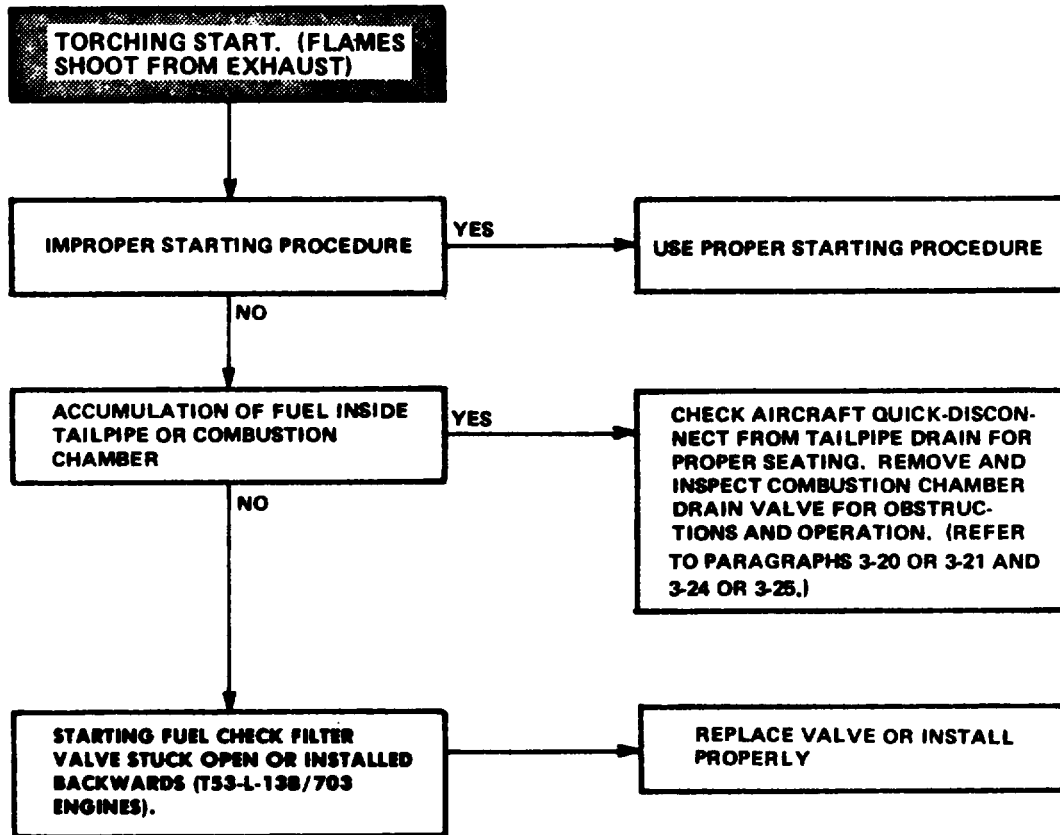 TORCHING START. (FLAMES
SHOOT FROM EXHAUST)
IMPROPER STARTING PROCEDURE
YES
USE PROPER STARTING PROCEDURE
NO
ACCUMULATION OF FUEL INSIDE
TAILPIPE OR COMBUSTION
CHAMBER
YES
CHECK AIRCRAFT QUICK-DISCON-
NECT FROM TAILPIPE DRAIN FOR
PROPER SEATING. REMOVE AND
INSPECT COMBUSTION CHAMBER
DRAIN VALVE FOR OBSTRUC-
TIONS AND OPERATION. (REFER
TO PARAGRAPHS 3-20 OR 3-21 AND
3-24 OR 3-25.)
NO
STARTING FUEL CHECK FILTER
VALVE STUCK OPEN OR INSTALLED
BACKWARDS (T53-L-13B/703
ENGINES).
REPLACE VALVE OR INSTALL
PROPERLY